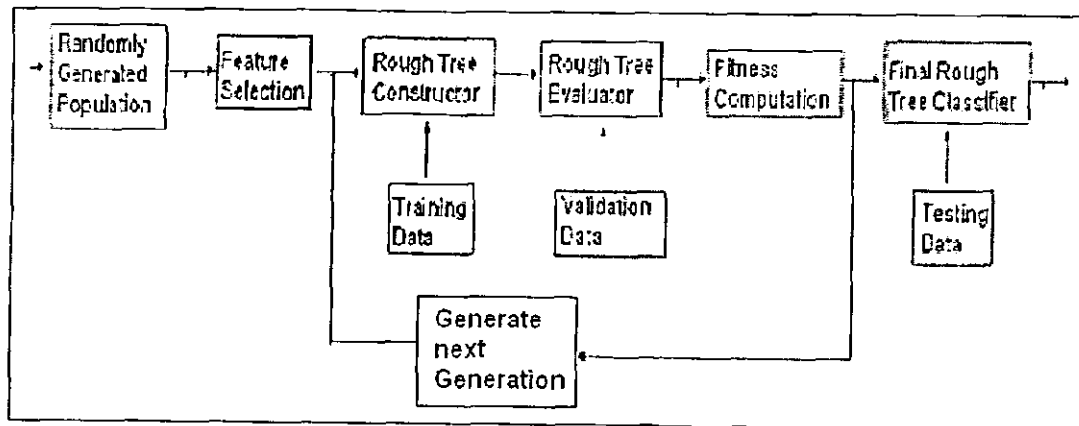 Randomly
Generated
Population
Feature
Selection
Rough Tree
Constructor
Rough Tree
Evaluator
Fitness
Computation
Final Rough
Tree Classifier
Training
Data
Validation
Data
Testing
Data
Generate
next
Generation